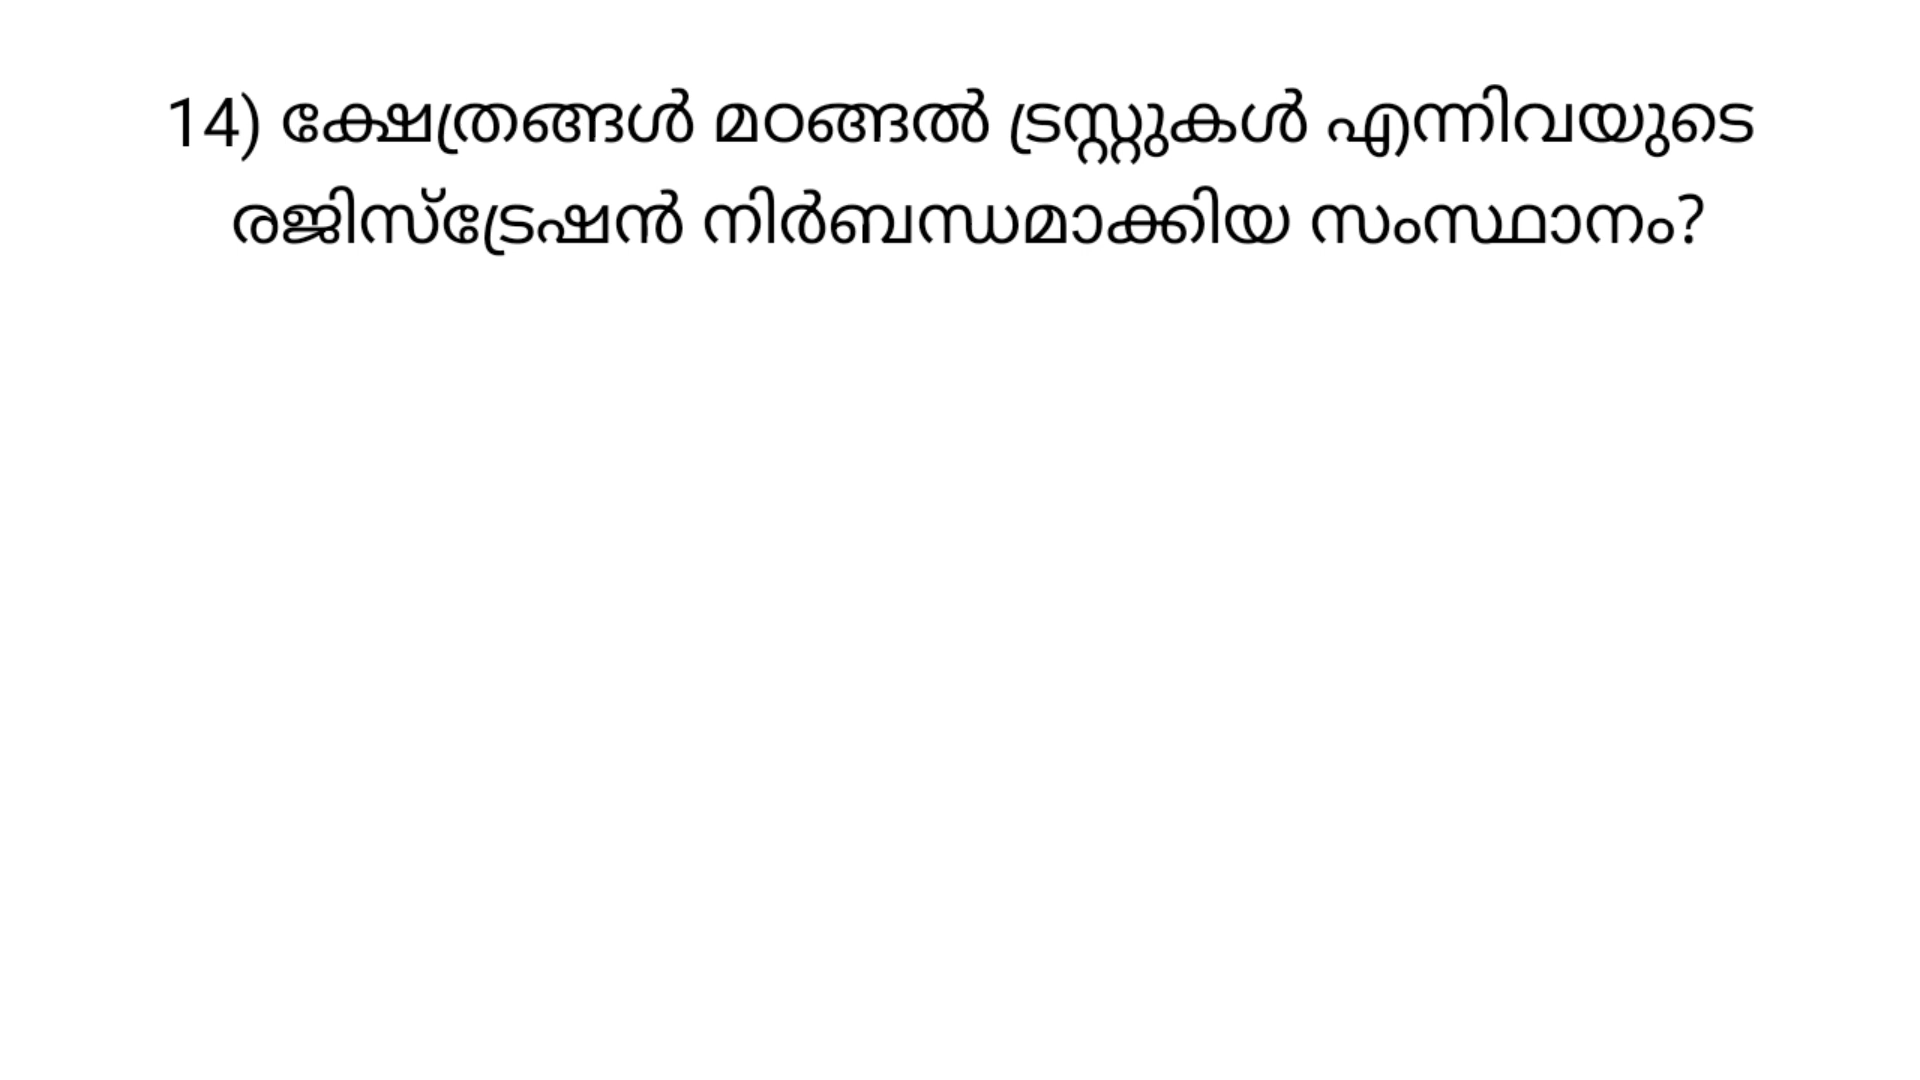 14) ക്ഷേത്രങ്ങൾ മഠങ്ങൽ ട്രസ്റ്റുകൾ എന്നിവയുടെ
രജിസ്ട്രേഷൻ നിർബന്ധമാക്കിയ സംസ്ഥാനം?